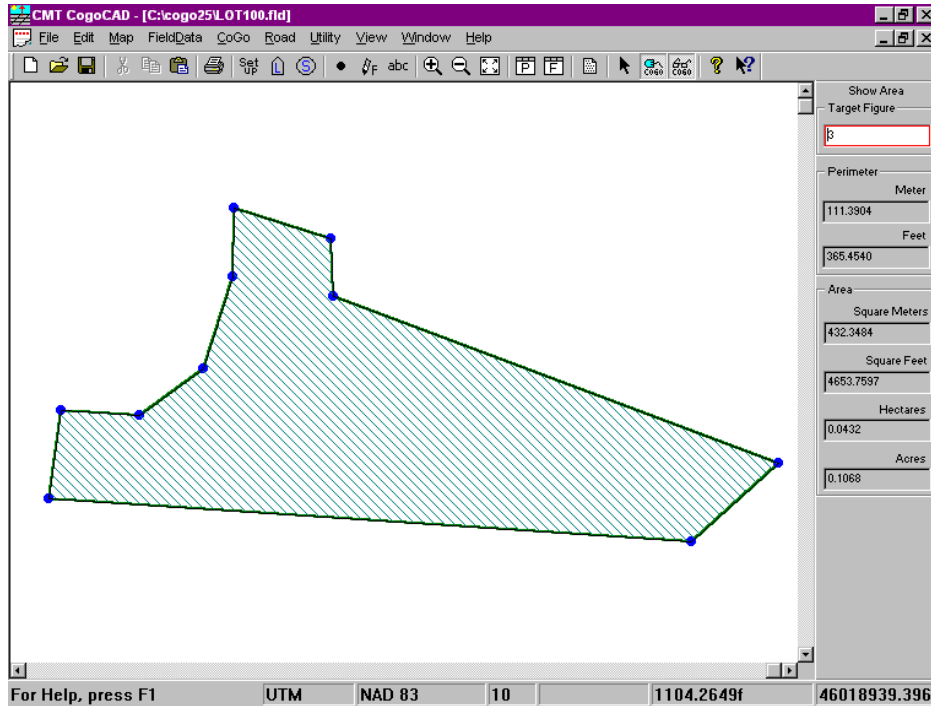 CMT CogoCAD - [C:\cogo25\LOT100.fld]
File Edit Map FieldData CoGo Road Utility View Window Help
Set UP L S F abc P F COGO COGO ? ?
Show Area
Target Figure
3
Perimeter
Meter
111.3904
Feet
365.4540
Area
Square Meters
432.3484
Square Feet
4653.7597
Hectares
0.0432
Acres
0.1068
For Help, press F1 UTM NAD 83 10 1104.2649f 46018939.396